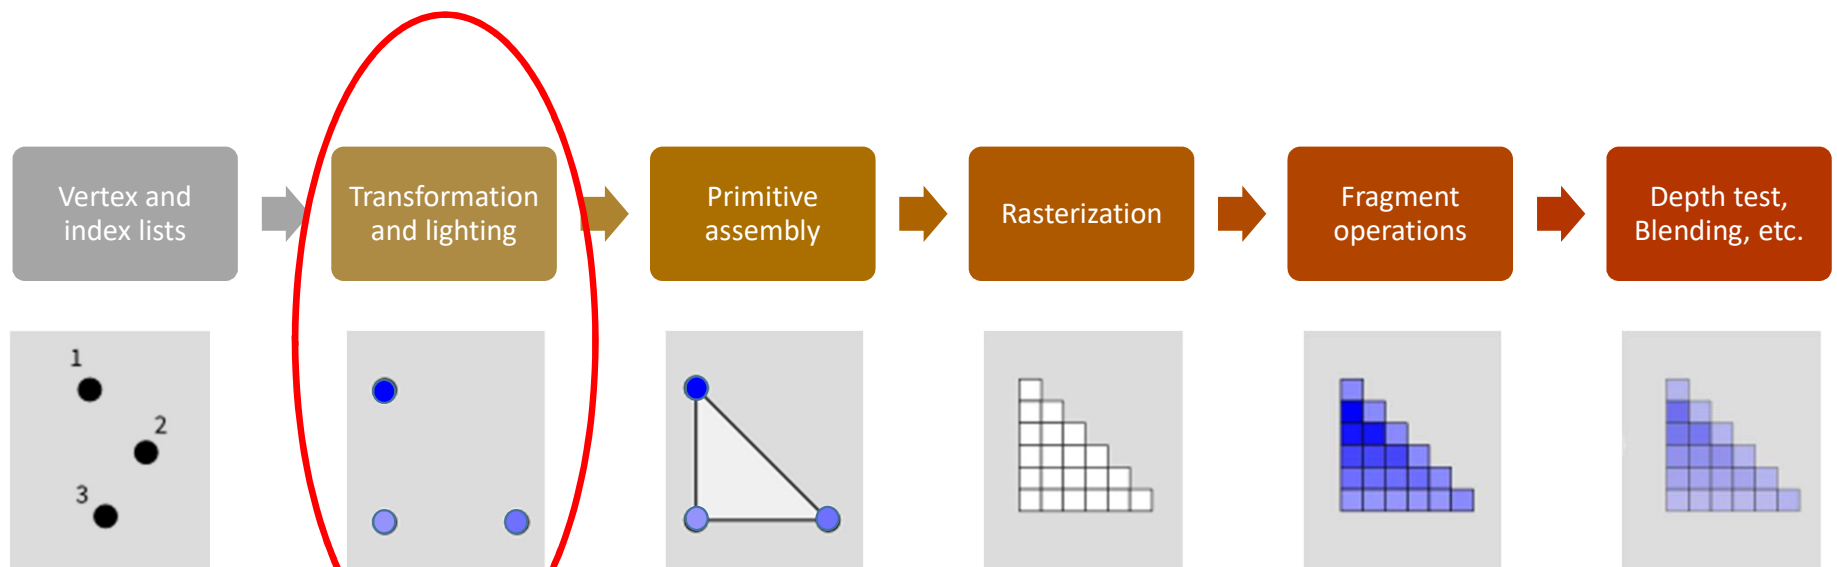 Vertex and
index lists
Transformation
and lighting
Primitive
assembly
Rasterization
Fragment
operations
Depth test,
Blending, etc.
1
2
3